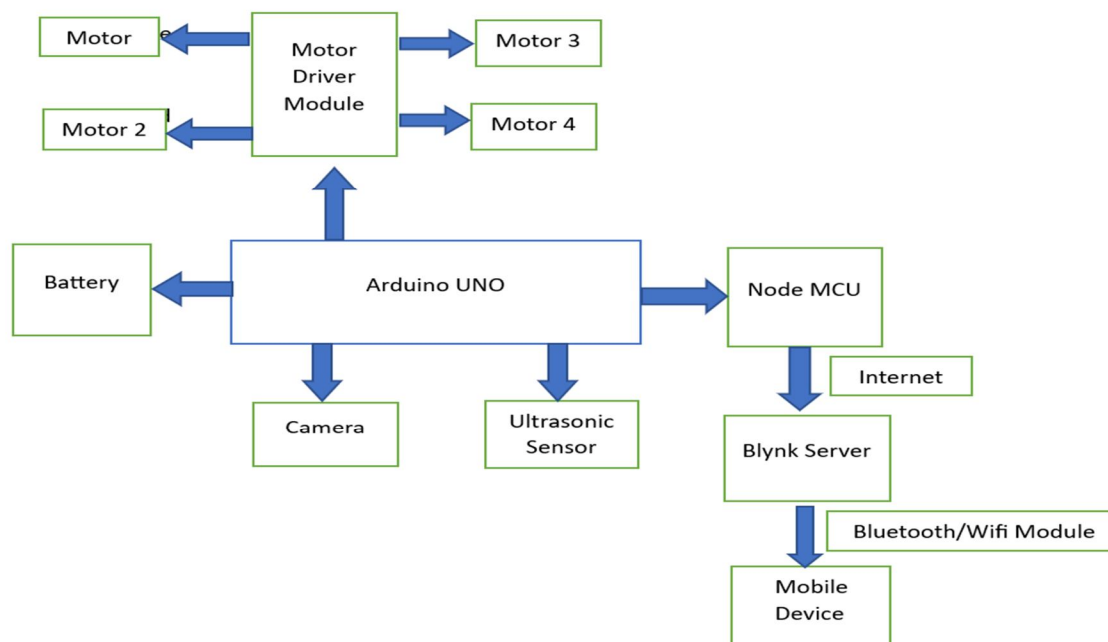 Motor
e
Motor
Driver
Module
Motor 3
Motor 2
Motor 4
Battery
Arduino UNO
Node MCU
Internet
Camera
Ultrasonic
Sensor
Blynk Server
Bluetooth/Wifi Module
Mobile
Device